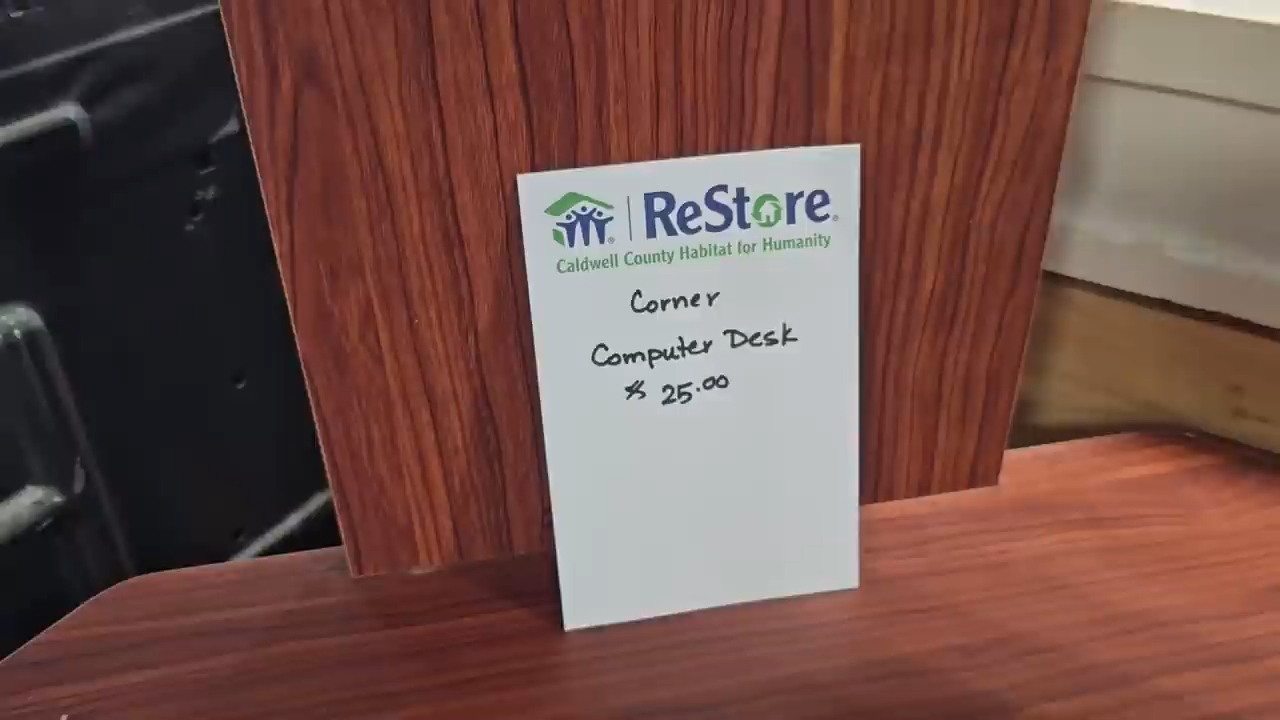 ReStore®
Caldwell County Habitat for Humanity
Corner
Computer Desk
$ 25.00